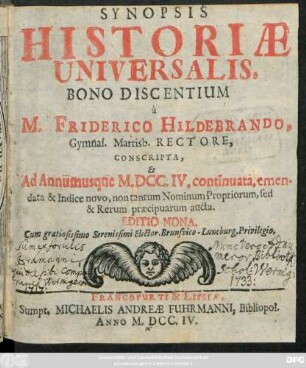 SYNOPSIS
HISTORIÆ
UNIVERSALIS,
BONO DISCENTIUM
à
M. FRIDERICO HILDEBRANDO,
Gymnas. Martisb. RECTORE,
CONSCRIPTA,
&
Ad Annūmusque M. DCC. IV, continuata, emen-
data & Indice novo, non tantum Nominum Propriorum, sed
& Rerum præcipuarum aucta.
EDITIO NONA.
Cum gratiosissimo Serenissimi Elector. Brunsvico-Luneburg. Privilegio,
1733.
FRANCOFURTI & LIPSIÆ,
Sumpt. MICHAELIS ANDREÆ FUHRMANNI, Bibliopol.
ANNO M. DCC. IV.